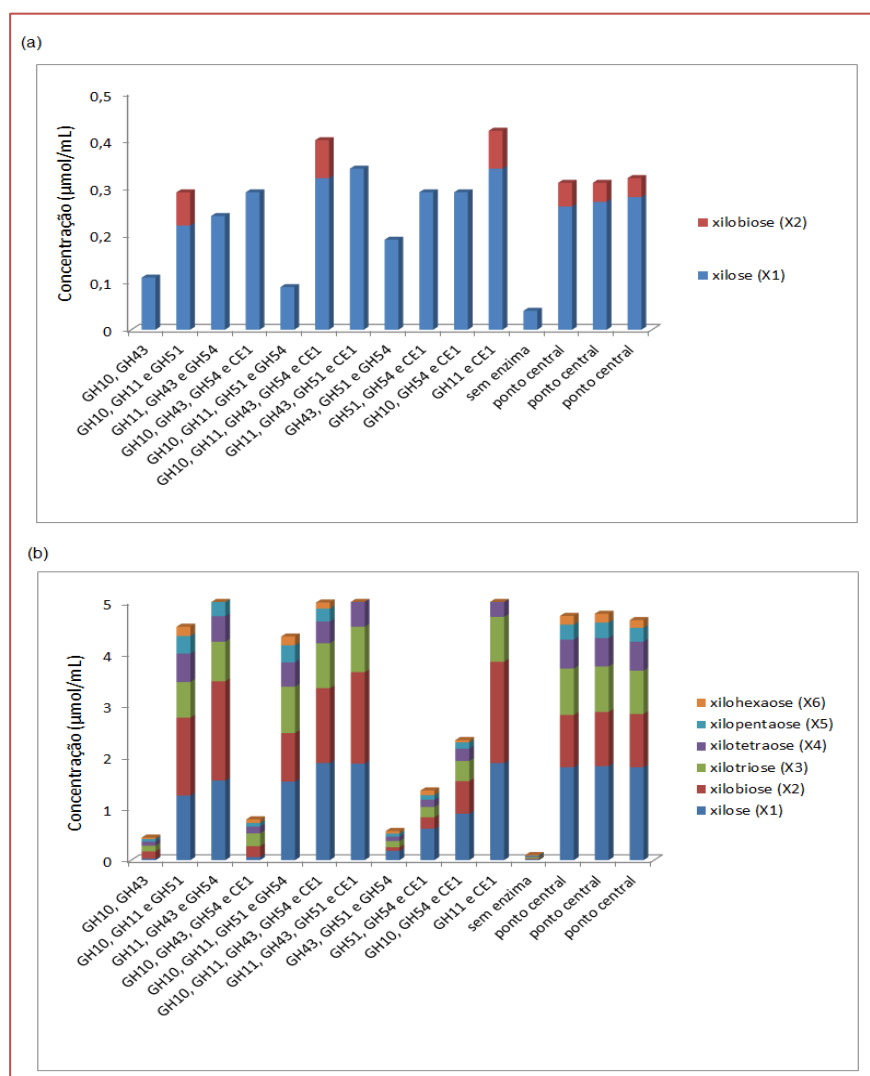 (a)
Concentração (µmol/mL)
0,5
0,4
0,3
0,2
0,1
0
xilobiose (X2)
xilose (X1)
GH10, GH43
GH10, GH11 e GH51
GH11, GH43 e GH54
GH10, GH43, GH54 e CE1
GH10, GH11, GH51 e GH54
GH10, GH11, GH43, GH54 e CE1
GH11, GH43, GH51 e CE1
GH43, GH51 e GH54
GH51, GH54 e CE1
GH10, GH54 e CE1
GH11 e CE1
sem enzima
ponto central
ponto central
ponto central
(b)
Concentração (µmol/mL)
5
4
3
2
1
0
xilohexaose (X6)
xilopentaose (X5)
xilotetraose (X4)
xilotriose (X3)
xilobiose (X2)
xilose (X1)
GH10, GH43
GH10, GH11 e GH51
GH11, GH43 e GH54
GH10, GH43, GH54 e CE1
GH10, GH11, GH51 e GH54
GH10, GH11, GH43, GH54 e CE1
GH11, GH43, GH51 e CE1
GH43, GH51 e GH54
GH51, GH54 e CE1
GH10, GH54 e CE1
GH11 e CE1
sem enzima
ponto central
ponto central
ponto central